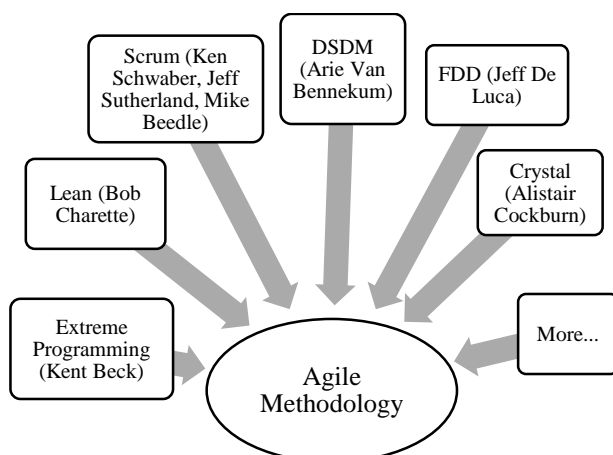 Scrum (Ken
Schwaber, Jeff
Sutherland, Mike
Beedle)
DSDM
(Arie Van
Bennekum)
FDD (Jeff De
Luca)
Lean (Bob
Charette)
Crystal
(Alistair
Cockburn)
Extreme
Programming
(Kent Beck)
More...
Agile
Methodology